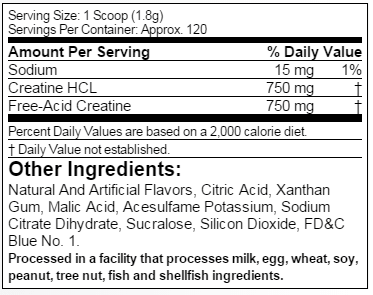 Serving Size: 1 Scoop (1.8g)
Servings Per Container: Approx. 120
Amount Per Serving % Daily Value
Sodium 15 mg 1%
Creatine HCL 750 mg †
Free-Acid Creatine 750 mg †
Percent Daily Values are based on a 2,000 calorie diet.
† Daily Value not established.
Other Ingredients:
Natural And Artificial Flavors, Citric Acid, Xanthan
Gum, Malic Acid, Acesulfame Potassium, Sodium
Citrate Dihydrate, Sucralose, Silicon Dioxide, FD&C
Blue No. 1.
Processed in a facility that processes milk, egg, wheat, soy,
peanut, tree nut, fish and shellfish ingredients.